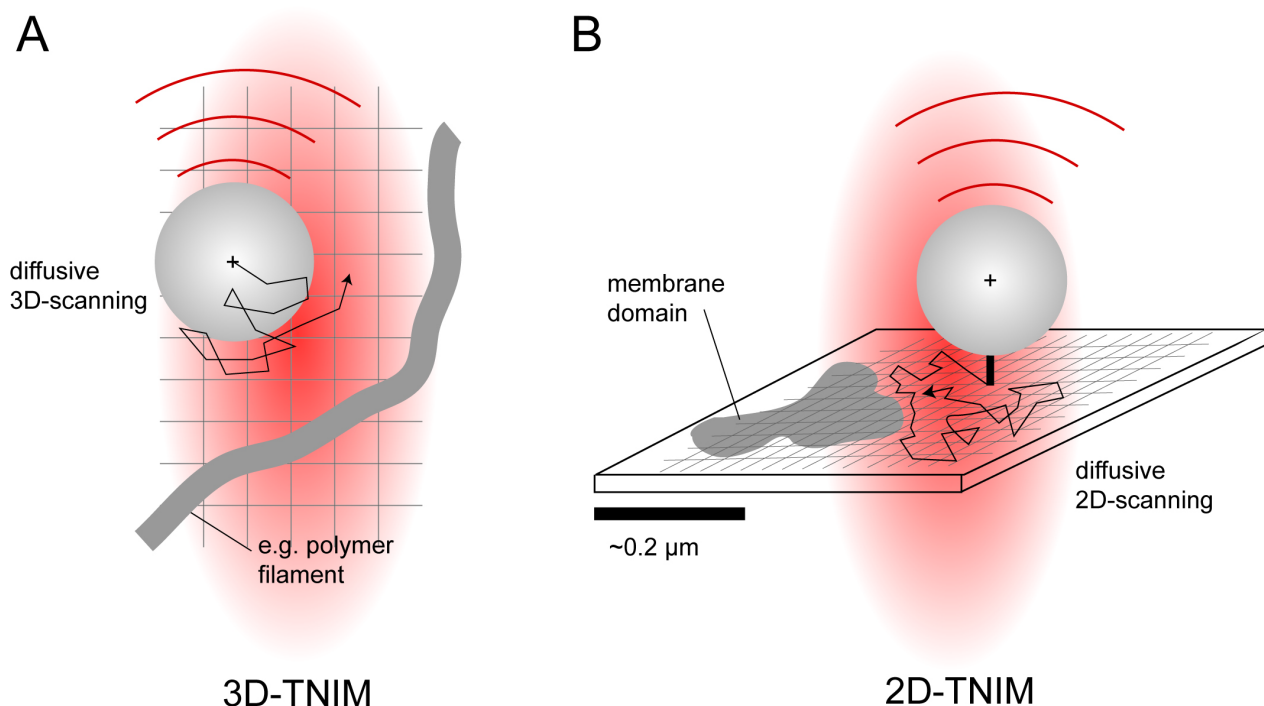 A
diffusive
3D-scanning
e.g. polymer
filament
3D-TNIM
B
membrane
domain
diffusive
2D-scanning
~0.2 µm
2D-TNIM